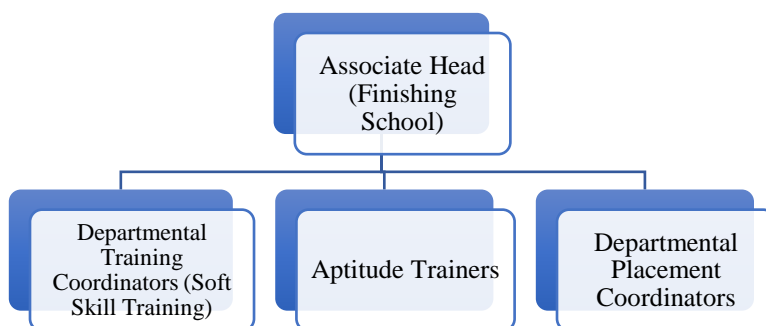 Associate Head
(Finishing
School)
Departmental
Training
Coordinators (Soft
Skill Training)
Aptitude Trainers
Departmental
Placement
Coordinators